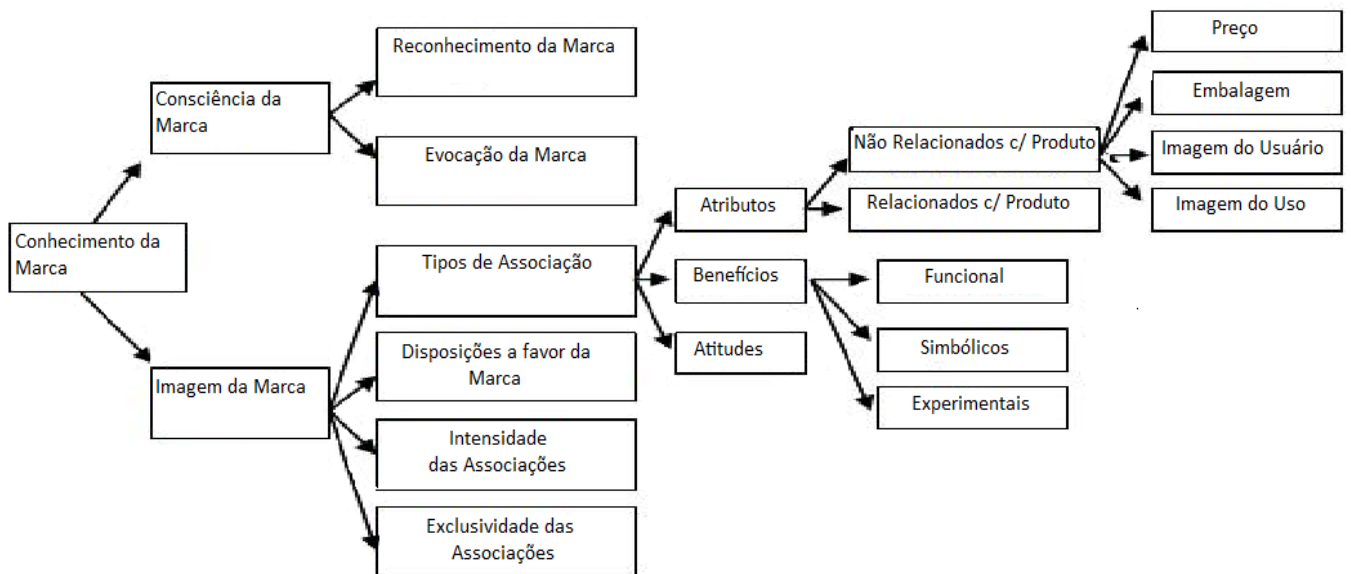 Conhecimento da
Marca
Consciência da
Marca
Imagem da Marca
Reconhecimento da Marca
Evocação da Marca
Tipos de Associação
Disposições a favor da
Marca
Intensidade
das Associações
Exclusividade das
Associações
Atributos
Benefícios
Atitudes
Não Relacionados c/ Produto
Relacionados c/ Produto
Funcional
Simbólicos
Experimentais
Preço
Embalagem
Imagem do Usuário
Imagem do Uso